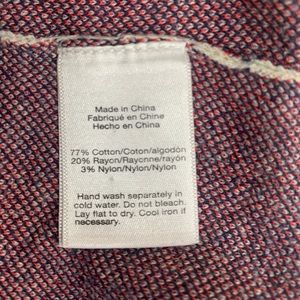 Made in China
Fabriqué en Chine
Hecho en China
77% Cotton/Coton/algodón
20% Rayon/Rayonne/rayón
3% Nylon/Nylon/nylon
Hand wash separately in
cold water. Do not bleach.
Lay flat to dry. Cool iron if
necessary.